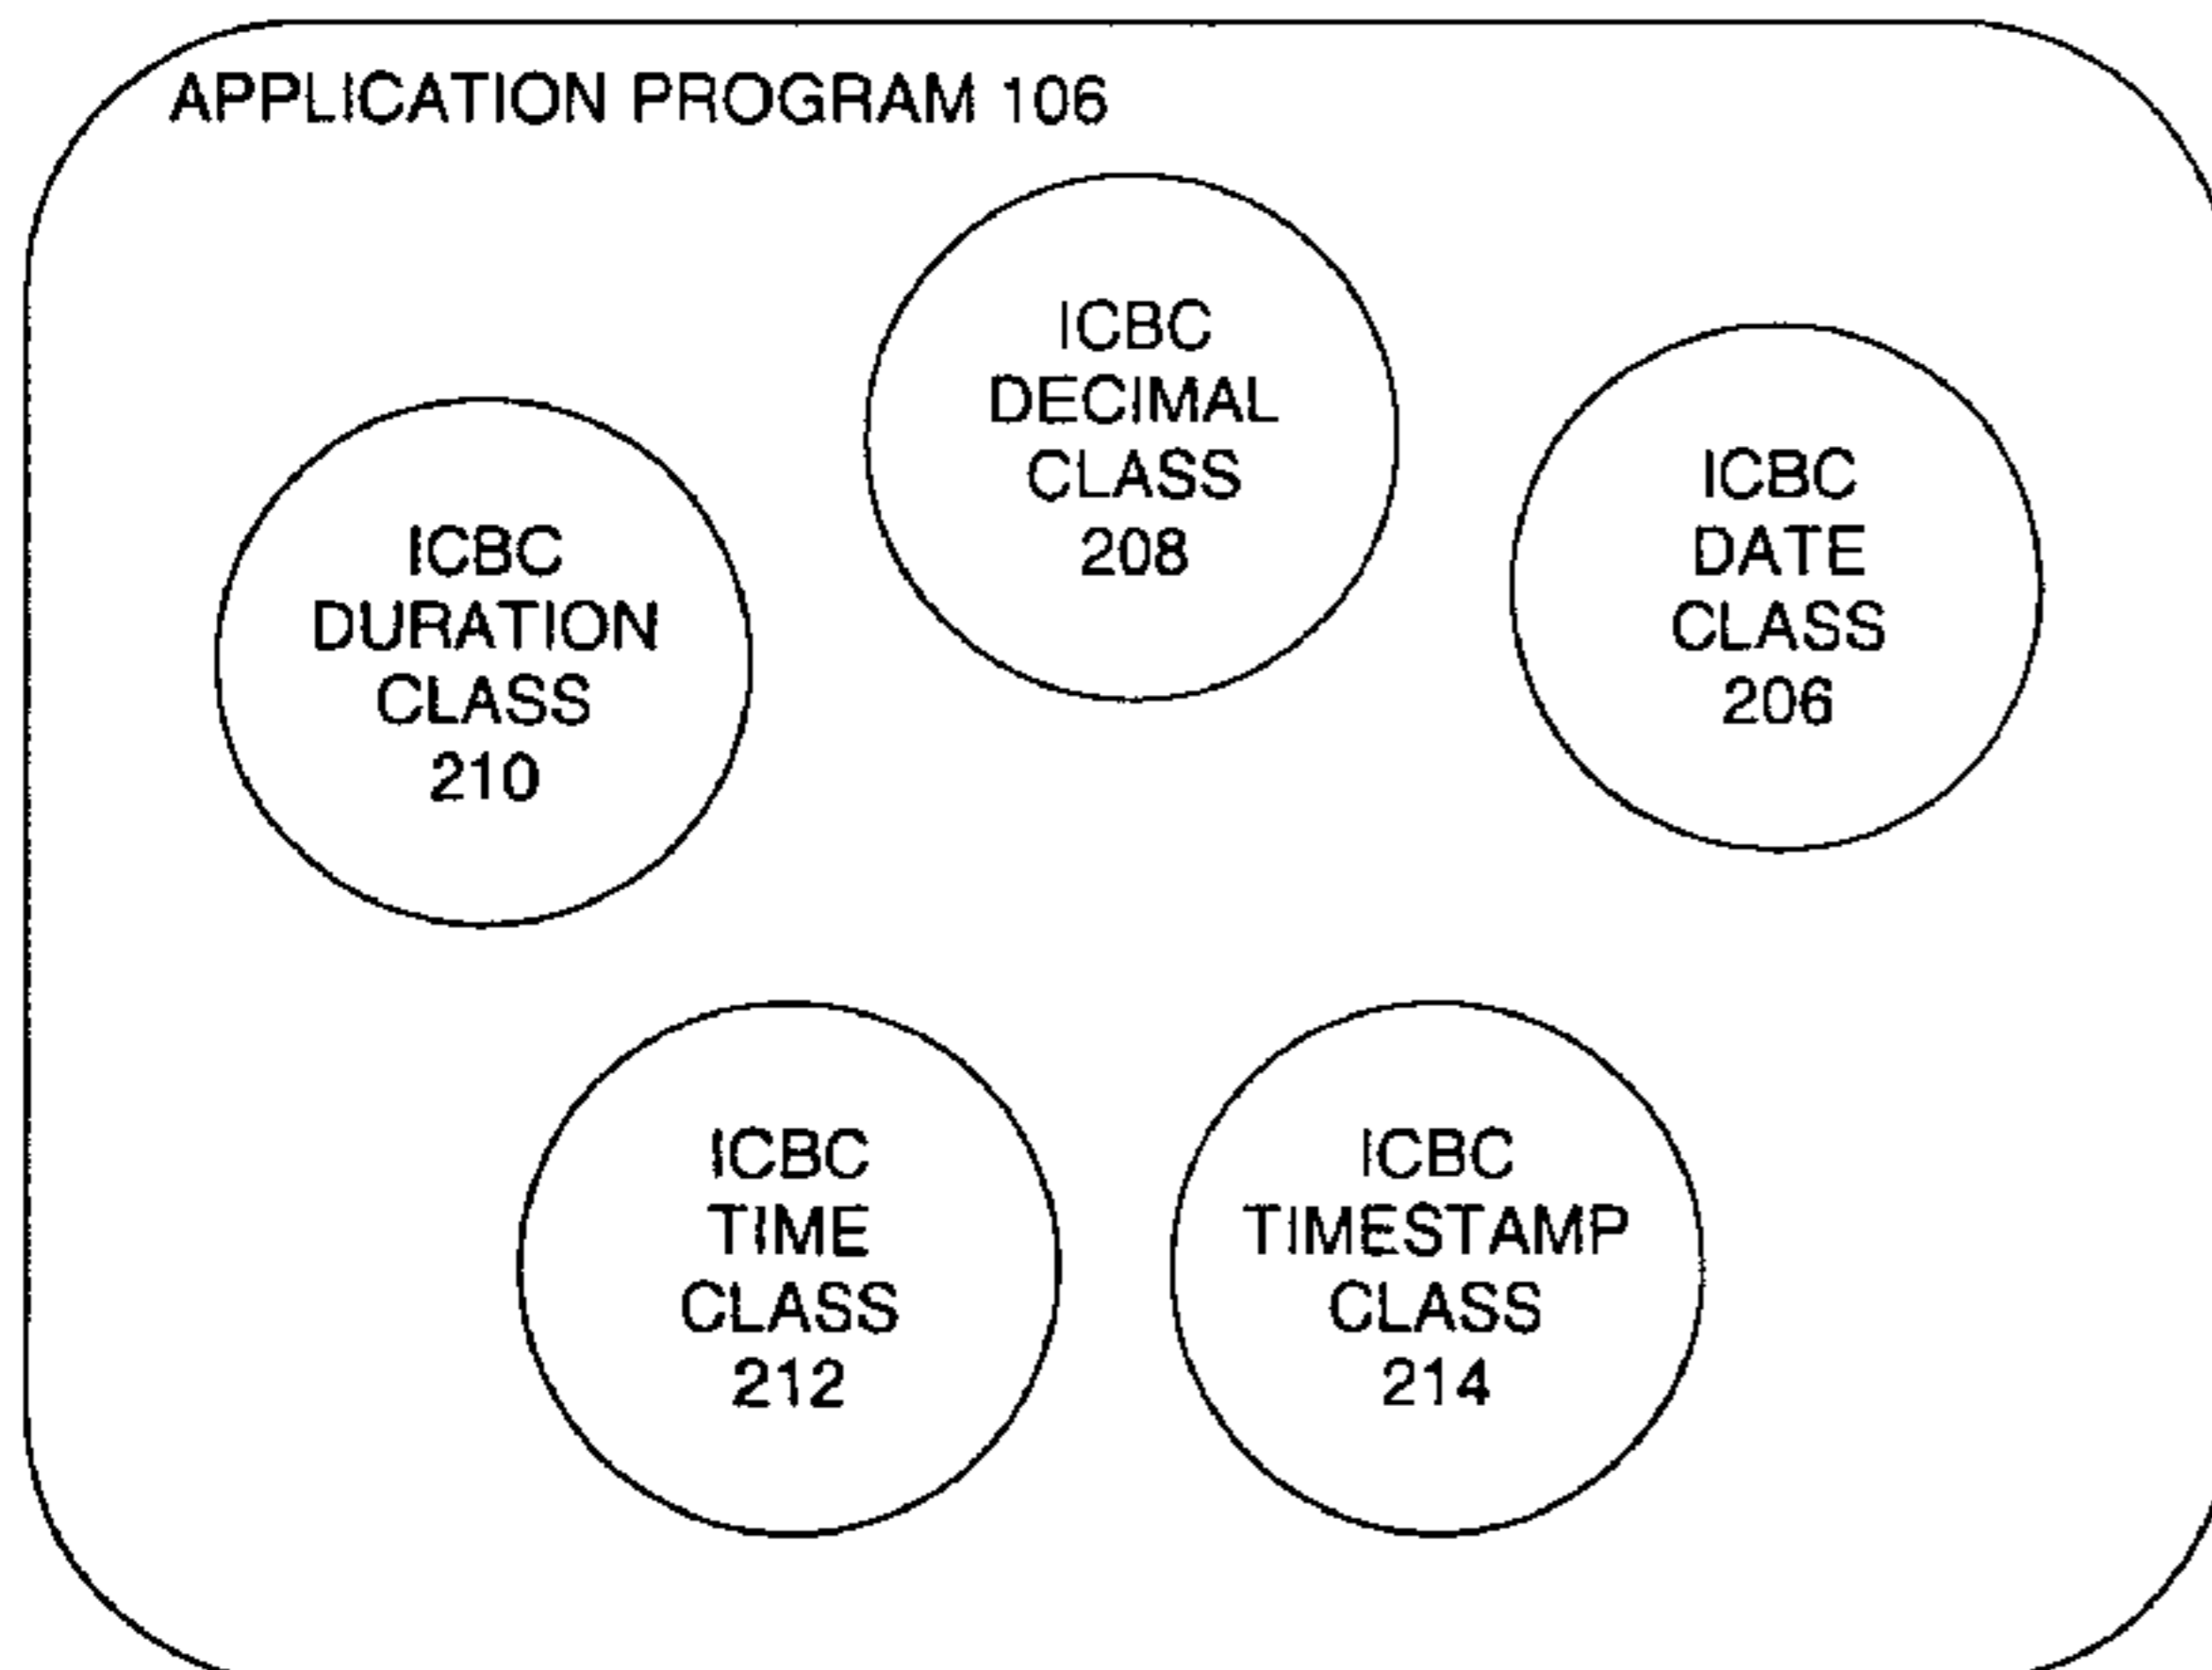 APPLICATION PROGRAM 106
ICBC
DECIMAL
CLASS
208
ICBC
DATE
CLASS
206
ICBC
DURATION
CLASS
210
ICBC
TIME
CLASS
212
ICBC
TIMESTAMP
CLASS
214